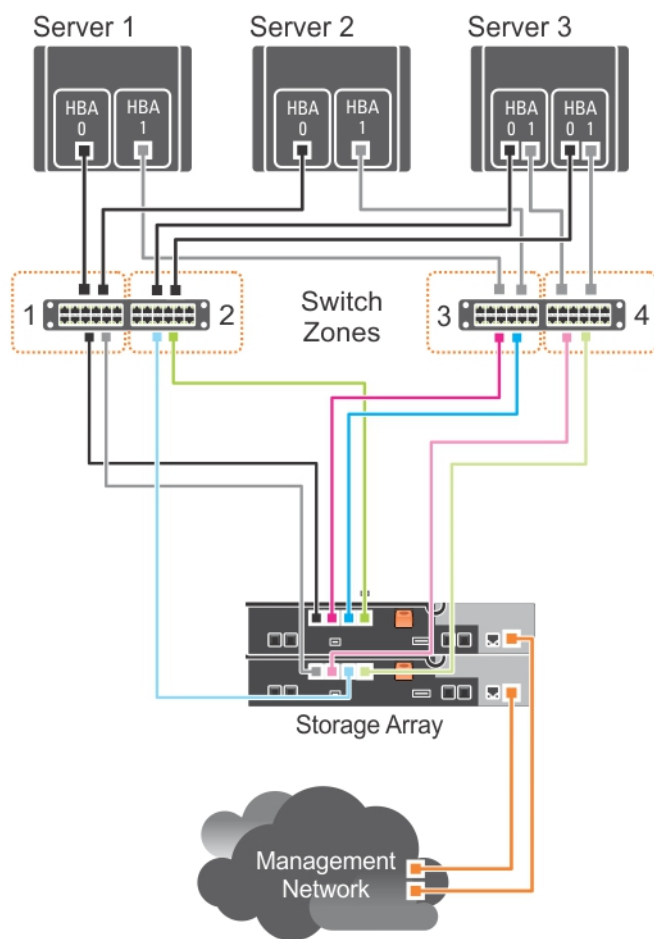 Server 1
Server 2
Server 3
HBA
0
HBA
1
HBA
0
HBA
1
HBA
0 1
HBA
0 1
1
2
Switch
Zones
3
4
Storage Array
Management
Network